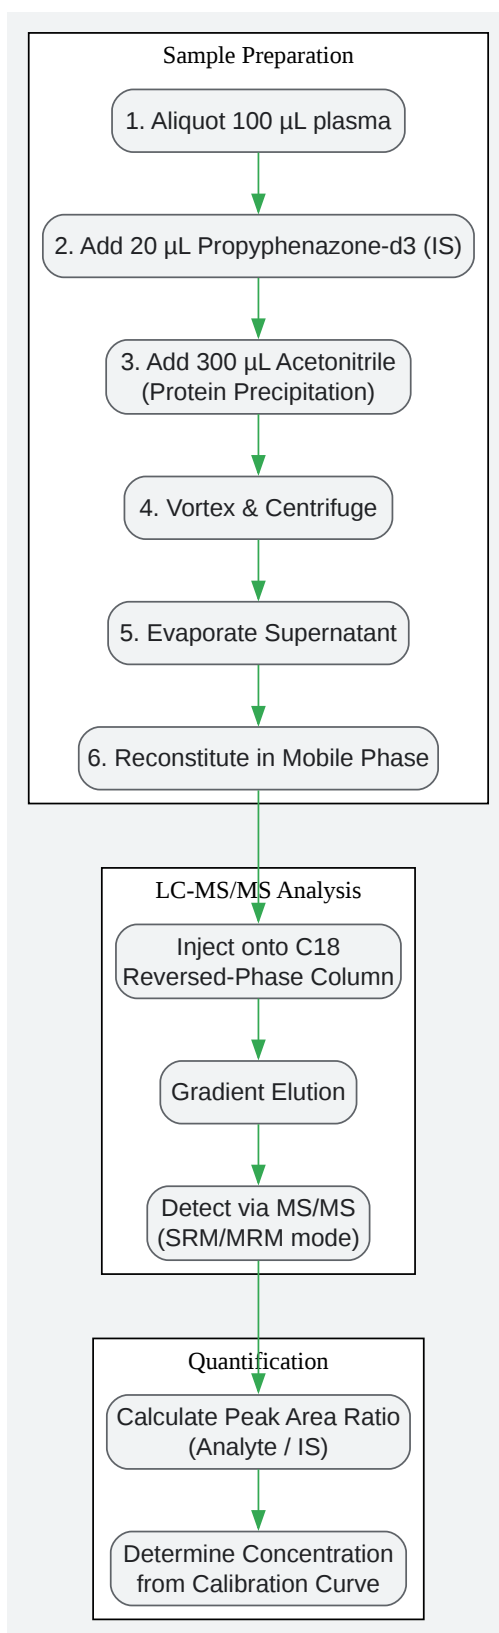 Sample Preparation
1. Aliquot 100 µL plasma
2. Add 20 µL Propyphenazone-d3 (IS)
3. Add 300 µL Acetonitrile
(Protein Precipitation)
4. Vortex & Centrifuge
5. Evaporate Supernatant
6. Reconstitute in Mobile Phase
LC-MS/MS Analysis
Inject onto C18
Reversed-Phase Column
Gradient Elution
Detect via MS/MS
(SRM/MRM mode)
Quantification
Calculate Peak Area Ratio
(Analyte / IS)
Determine Concentration
from Calibration Curve